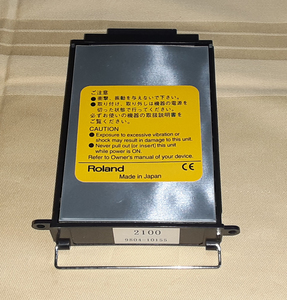 ご注意
●衝撃、振動を与えないで下さい。
●取り付け、取り外しは機器の電源を
切った状態で行ってください。
必ずお使いの機器の取扱説明書を
ご覧ください。
CAUTION
●Exposure to excessive vibration or
shock may result in damage to this unit
●Never pull out (or insert) this unit
while power is ON.
Refer to Owner's manual of your device.
Roland
CE
Made in Japan
2100
9804-10155